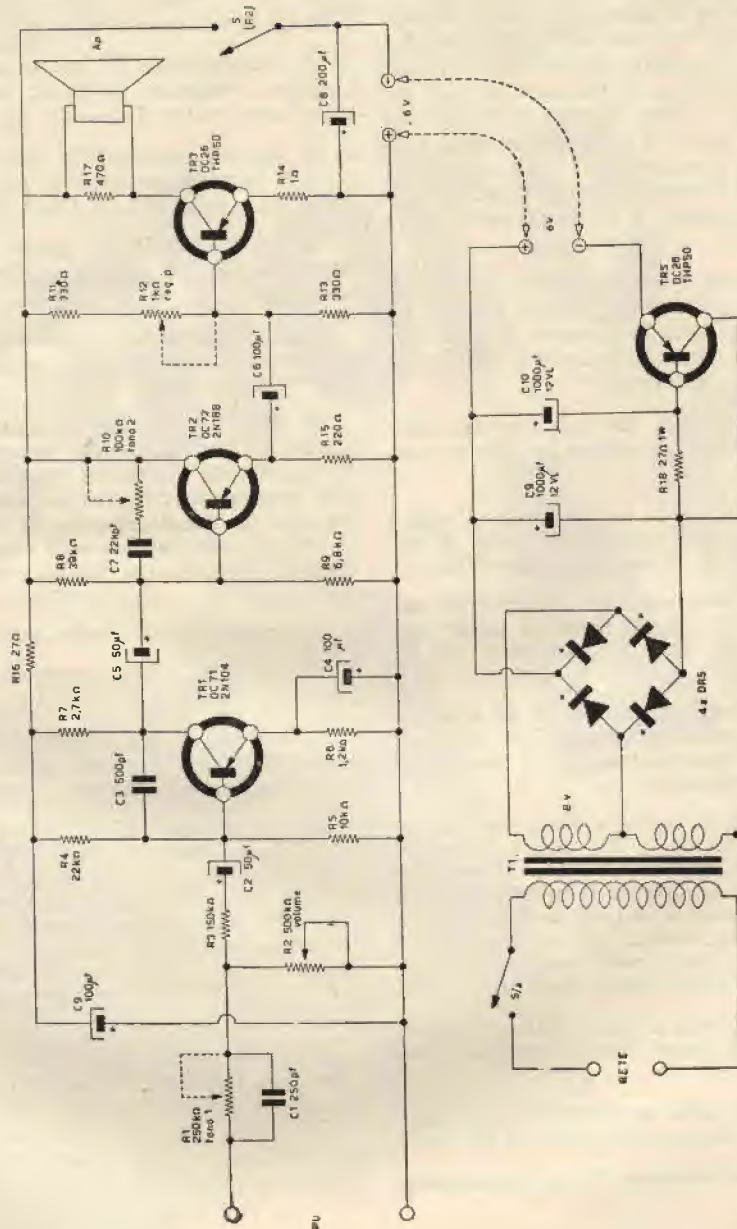 PU
R1
250kΩ
tono 1
C1 250pf
C9
100µf
R2 500kΩ
volume
R3 150kΩ
C2 50µf
R4
22kΩ
R5
10kΩ
C3 500pf
R7
2,7kΩ
TR1
OC71
2N104
R6
1,2kΩ
C4 100
µf
R16 27Ω
C5 50µf
R8
39kΩ
C7 22kpf
R9
6,8kΩ
R10
100kΩ
tono 2
TR2
OC72
2N188
R15
220Ω
C6 100µf
R11
330Ω
R12
1kΩ
reg. p
R13
330Ω
Ap
R17
470Ω
TR3
OC26
THP50
R14
1Ω
S
(R2)
C8 200µf
6V
RETE
S/a
T1
8V
4 x DR5
C9
1000µf
12VL
C10
1000µf
12VL
R18 27Ω 1W
TR5
OC26
THP50
6V